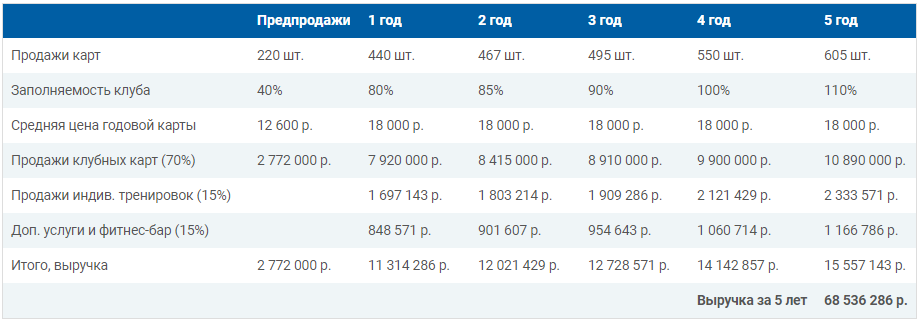 Предпродажи 1 год 2 год 3 год 4 год 5 год
Продажи карт 220 шт. 440 шт. 467 шт. 495 шт. 550 шт. 605 шт.
Заполняемость клуба 40% 80% 85% 90% 100% 110%
Средняя цена годовой карты 12 600 р. 18 000 р. 18 000 р. 18 000 р. 18 000 р. 18 000 р.
Продажи клубных карт (70%) 2 772 000 р. 7 920 000 р. 8 415 000 р. 8 910 000 р. 9 900 000 р. 10 890 000 р.
Продажи индив. тренировок (15%) 1 697 143 р. 1 803 214 р. 1 909 286 р. 2 121 429 р. 2 333 571 р.
Доп. услуги и фитнес-бар (15%) 848 571 р. 901 607 р. 954 643 р. 1 060 714 р. 1 166 786 р.
Итого, выручка 2 772 000 р. 11 314 286 р. 12 021 429 р. 12 728 571 р. 14 142 857 р. 15 557 143 р.
Выручка за 5 лет 68 536 286 р.